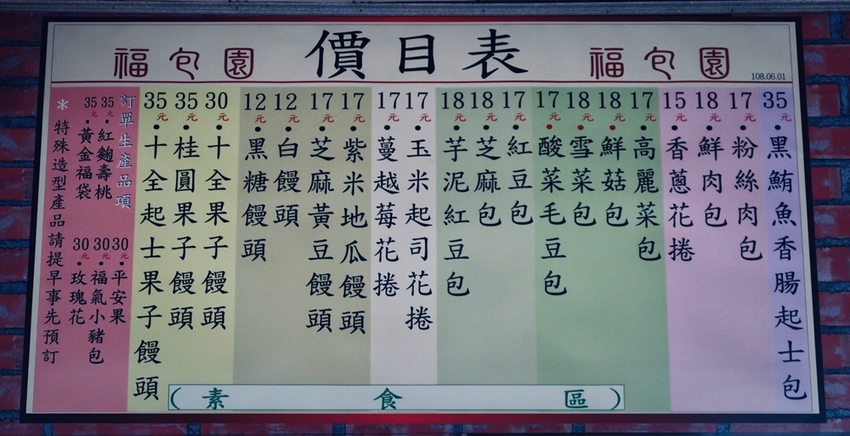 福包園 價目表 福包園
108.06.01
35元•黑鮪魚香腸起士包
17元•粉絲肉包
18元•鮮肉包
15元•香蔥花捲
17元•高麗菜包
18元•鮮菇包
18元•雪菜包
17元•酸菜毛豆包
17元•紅豆包
18元•芝麻包
18元•芋泥紅豆包
17元•玉米起司花捲
17元•蔓越莓花捲
17元•紫米地瓜饅頭
17元•芝麻黃豆饅頭
12元•白饅頭
12元•黑糖饅頭
30元•十全果子饅頭
35元•桂圓果子饅頭
35元•十全起士果子饅頭
訂單生產品項
35元•紅麴壽桃
35元•黃金福袋
30元•平安果
30元•福氣小豬包
30元•玫瑰花
*特殊造型產品請提早事先預訂
(素食區)